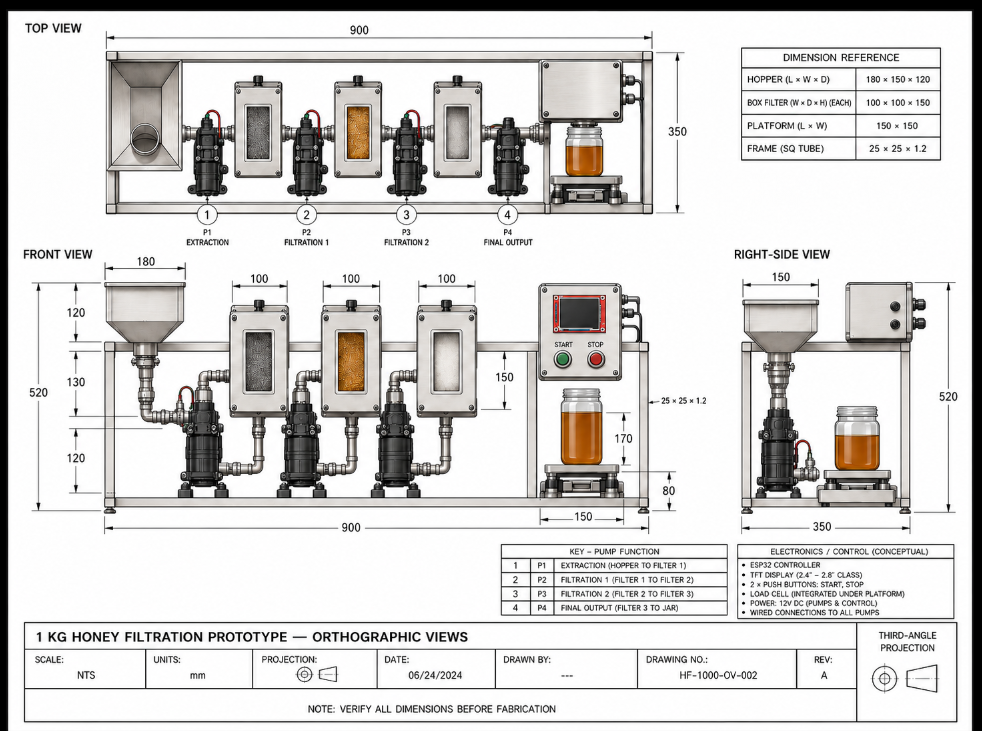 TOP VIEW
900
350
1
2
3
4
P1
EXTRACTION
P2
FILTRATION 1
P3
FILTRATION 2
P4
FINAL OUTPUT
DIMENSION REFERENCE
HOPPER (L × W × D) 180 × 150 × 120
BOX FILTER (W × D × H) (EACH) 100 × 100 × 150
PLATFORM (L × W) 150 × 150
FRAME (SQ TUBE) 25 × 25 × 1.2
FRONT VIEW
180
100
100
100
120
130
120
520
150
START STOP
25 × 25 × 1.2
170
80
150
900
RIGHT-SIDE VIEW
150
520
350
KEY – PUMP FUNCTION
1 P1 EXTRACTION (HOPPER TO FILTER 1)
2 P2 FILTRATION 1 (FILTER 1 TO FILTER 2)
3 P3 FILTRATION 2 (FILTER 2 TO FILTER 3)
4 P4 FINAL OUTPUT (FILTER 3 TO JAR)
ELECTRONICS / CONTROL (CONCEPTUAL)
• ESP32 CONTROLLER
• TFT DISPLAY (2.4" – 2.8" CLASS)
• 2 × PUSH BUTTONS: START, STOP
• LOAD CELL (INTEGRATED UNDER PLATFORM)
• POWER: 12V DC (PUMPS & CONTROL)
• WIRED CONNECTIONS TO ALL PUMPS
1 KG HONEY FILTRATION PROTOTYPE — ORTHOGRAPHIC VIEWS
SCALE:
NTS
UNITS:
mm
PROJECTION:
DATE:
06/24/2024
DRAWN BY:
---
DRAWING NO.:
HF-1000-OV-002
REV:
A
THIRD-ANGLE
PROJECTION
NOTE: VERIFY ALL DIMENSIONS BEFORE FABRICATION